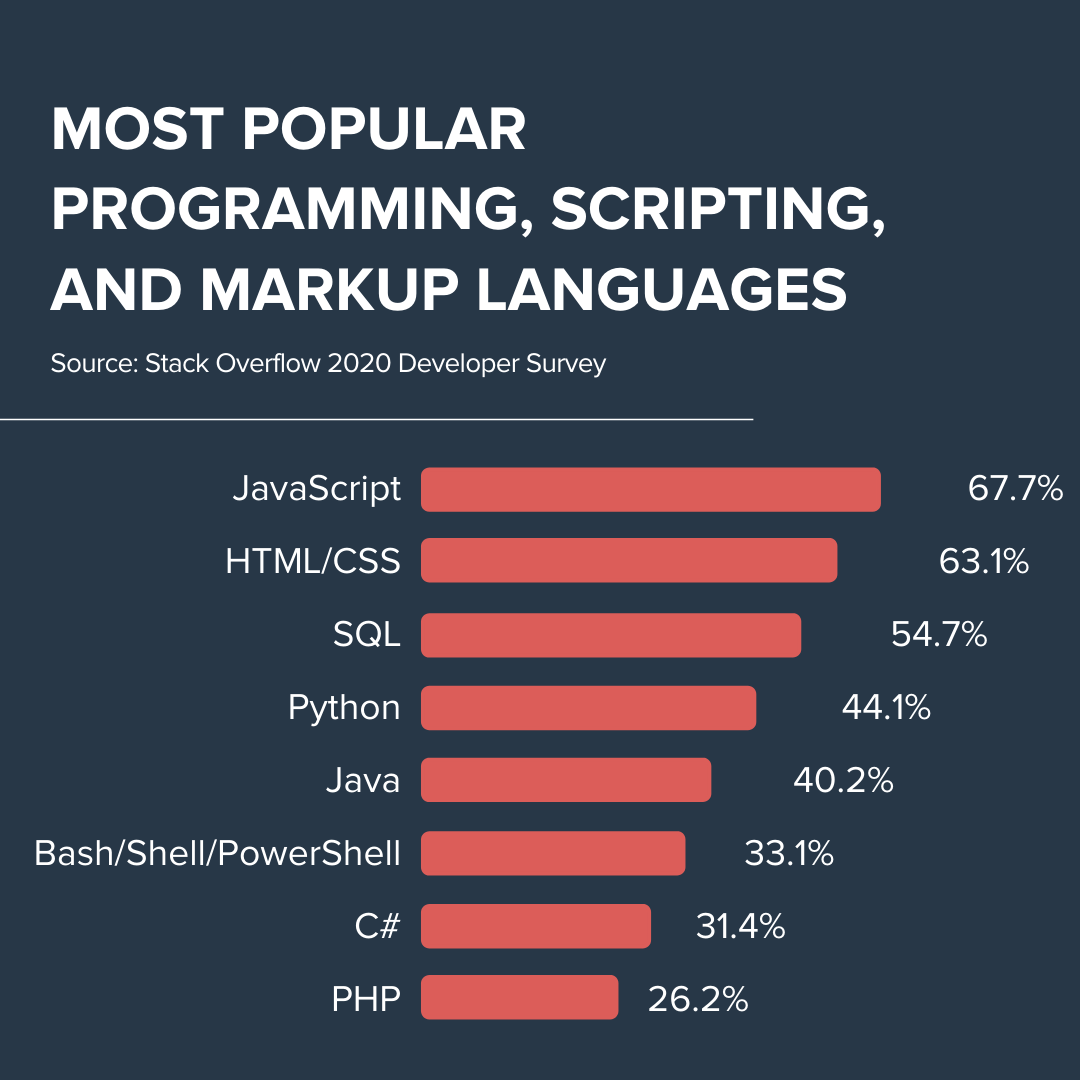 MOST POPULAR
PROGRAMMING, SCRIPTING,
AND MARKUP LANGUAGES
Source: Stack Overflow 2020 Developer Survey
JavaScript 67.7%
HTML/CSS 63.1%
SQL 54.7%
Python 44.1%
Java 40.2%
Bash/Shell/PowerShell 33.1%
C# 31.4%
PHP 26.2%